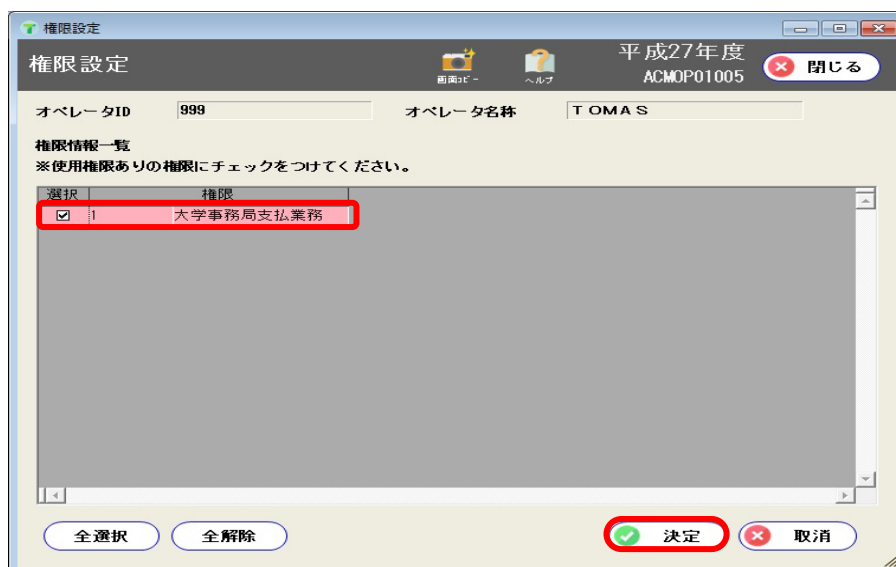 権限設定
権限設定
画面ｺﾋﾟｰ
ヘルプ
平成27年度
ACMOP01005
閉じる
オペレータID 999 オペレータ名称 ＴＯＭＡＳ
権限情報一覧
※使用権限ありの権限にチェックをつけてください。
選択 権限
1 大学事務局支払業務
全選択 全解除 決定 取消